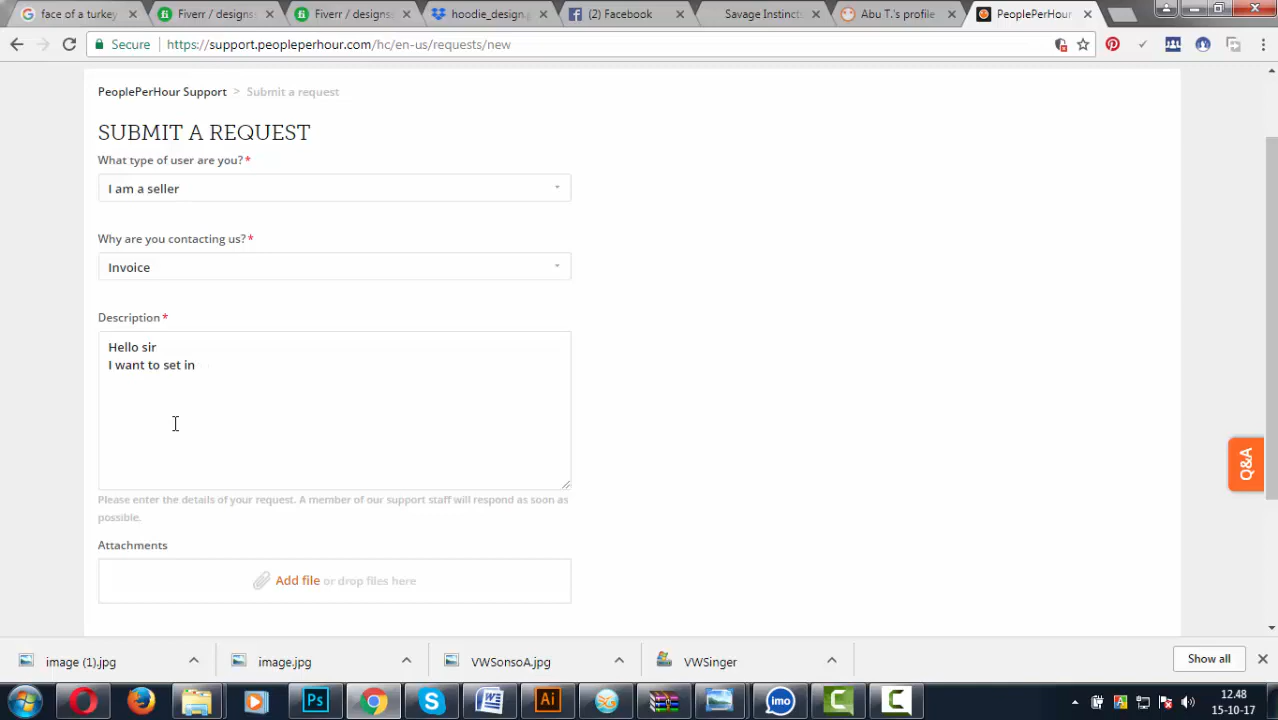 face of a turkey
Fiverr / designs
Fiverr / designs
hoodie_design.
(2) Facebook
Savage Instinct
Abu T.'s profile
PeoplePerHour
Secure
https://support.peopleperhour.com/hc/en-us/requests/new
PeoplePerHour Support > Submit a request
SUBMIT A REQUEST
What type of user are you?*
I am a seller
Why are you contacting us?*
Invoice
Description*
Hello sir
I want to set in
Please enter the details of your request. A member of our support staff will respond as soon as
possible.
Attachments
Add file or drop files here
Q&A
image (1).jpg
image.jpg
VWSonsoA.jpg
VWSinger
Show all
Ps
Ai
imo
12.48
15-10-17